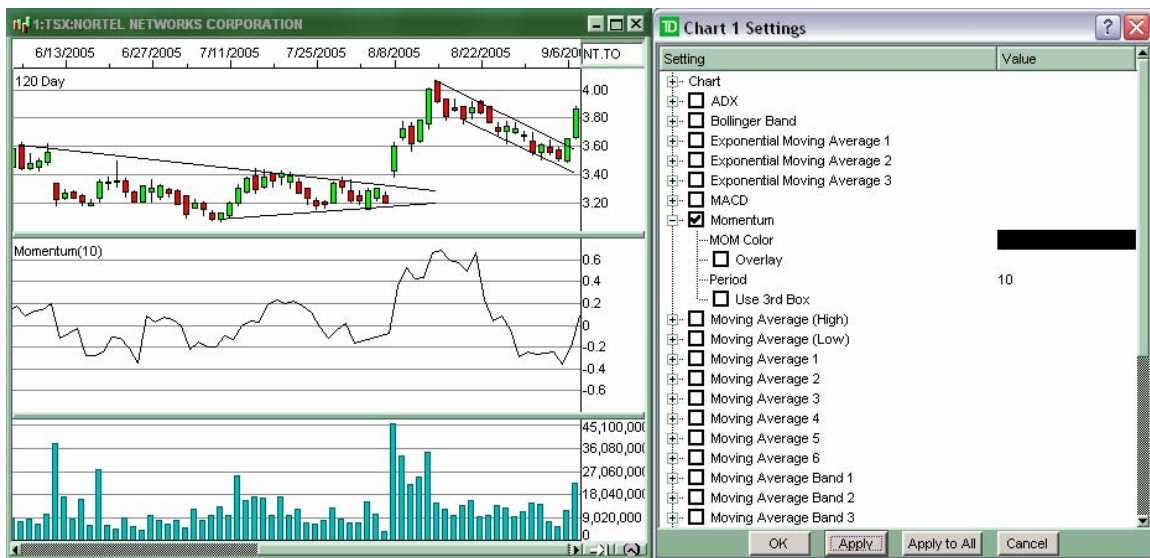 1:TSX:NORTEL NETWORKS CORPORATION
6/13/2005 6/27/2005 7/11/2005 7/25/2005 8/8/2005 8/22/2005 9/6/20 NT.TO
120 Day
4.00
3.80
3.60
3.40
3.20
Momentum(10)
0.6
0.4
0.2
0
-0.2
-0.4
-0.6
45,100,000
36,080,000
27,060,000
18,040,000
9,020,000
0
TD Chart 1 Settings
Setting Value
Chart
ADX
Bollinger Band
Exponential Moving Average 1
Exponential Moving Average 2
Exponential Moving Average 3
MACD
Momentum
MOM Color
Overlay
Period 10
Use 3rd Box
Moving Average (High)
Moving Average (Low)
Moving Average 1
Moving Average 2
Moving Average 3
Moving Average 4
Moving Average 5
Moving Average 6
Moving Average Band 1
Moving Average Band 2
Moving Average Band 3
OK Apply Apply to All Cancel